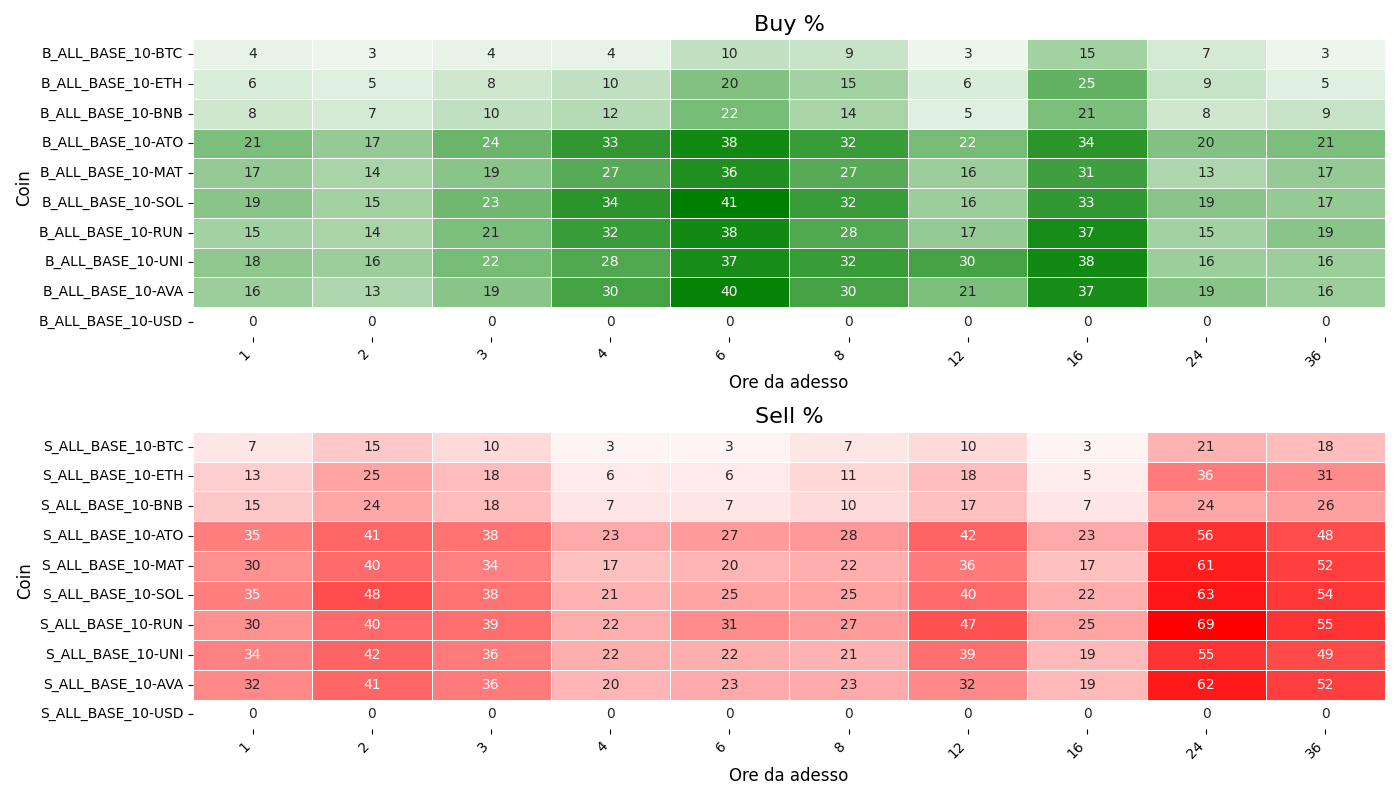 Buy %
Coin
B_ALL_BASE_10-BTC 4 3 4 4 10 9 3 15 7 3
B_ALL_BASE_10-ETH 6 5 8 10 20 15 6 25 9 5
B_ALL_BASE_10-BNB 8 7 10 12 22 14 5 21 8 9
B_ALL_BASE_10-ATO 21 17 24 33 38 32 22 34 20 21
B_ALL_BASE_10-MAT 17 14 19 27 36 27 16 31 13 17
B_ALL_BASE_10-SOL 19 15 23 34 41 32 16 33 19 17
B_ALL_BASE_10-RUN 15 14 21 32 38 28 17 37 15 19
B_ALL_BASE_10-UNI 18 16 22 28 37 32 30 38 16 16
B_ALL_BASE_10-AVA 16 13 19 30 40 30 21 37 19 16
B_ALL_BASE_10-USD 0 0 0 0 0 0 0 0 0 0
1 2 3 4 6 8 12 16 24 36
Ore da adesso
Sell %
Coin
S_ALL_BASE_10-BTC 7 15 10 3 3 7 10 3 21 18
S_ALL_BASE_10-ETH 13 25 18 6 6 11 18 5 36 31
S_ALL_BASE_10-BNB 15 24 18 7 7 10 17 7 24 26
S_ALL_BASE_10-ATO 35 41 38 23 27 28 42 23 56 48
S_ALL_BASE_10-MAT 30 40 34 17 20 22 36 17 61 52
S_ALL_BASE_10-SOL 35 48 38 21 25 25 40 22 63 54
S_ALL_BASE_10-RUN 30 40 39 22 31 27 47 25 69 55
S_ALL_BASE_10-UNI 34 42 36 22 22 21 39 19 55 49
S_ALL_BASE_10-AVA 32 41 36 20 23 23 32 19 62 52
S_ALL_BASE_10-USD 0 0 0 0 0 0 0 0 0 0
1 2 3 4 6 8 12 16 24 36
Ore da adesso